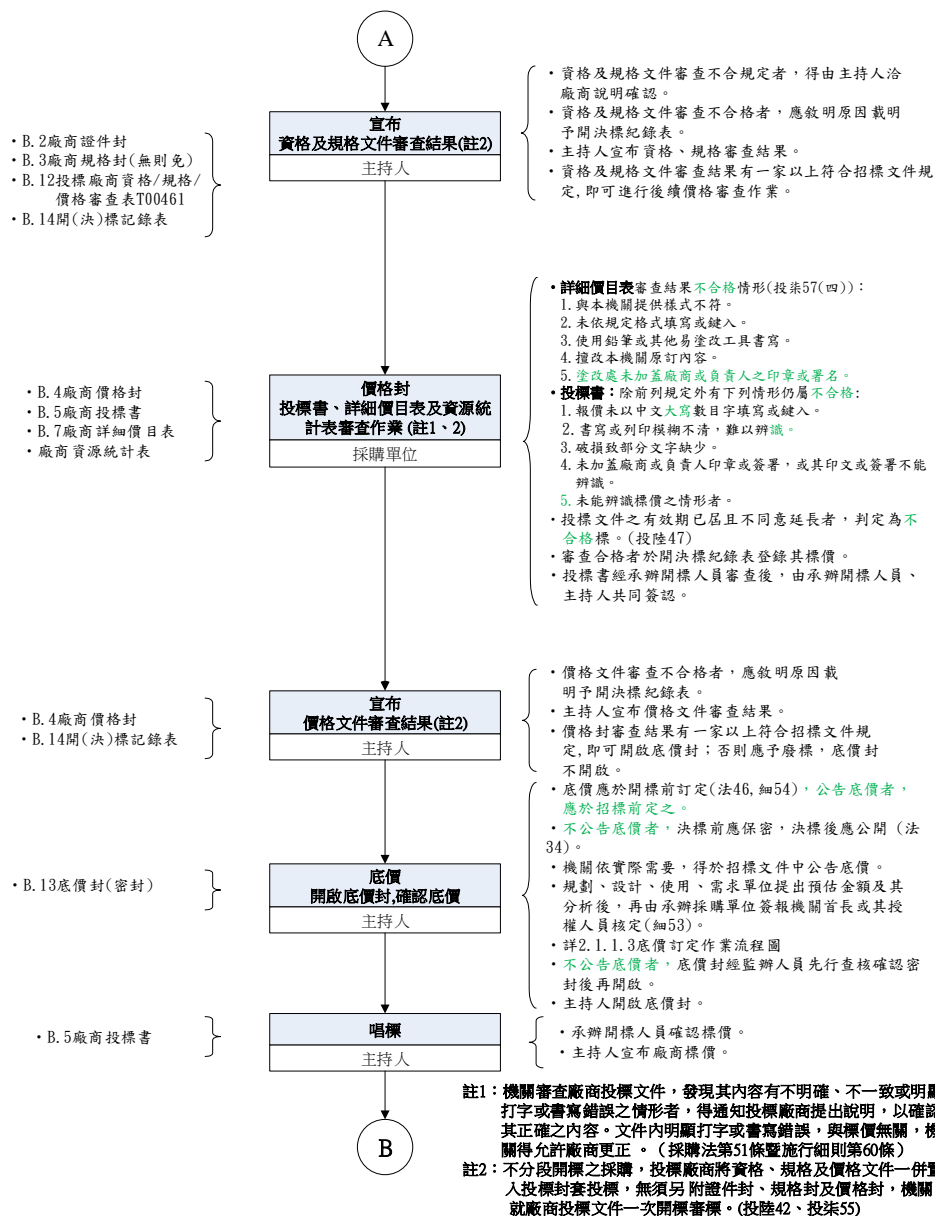 A
・資格及規格文件審查不合規定者，得由主持人洽
廠商說明確認。
・資格及規格文件審查不合格者，應敘明原因載明
予開決標紀錄表。
・主持人宣布資格、規格審查結果。
・資格及規格文件審查結果有一家以上符合招標文件規
定,即可進行後續價格審查作業。
宣布
資格及規格文件審查結果(註2)
主持人
・B.2廠商證件封
・B.3廠商規格封(無則免)
・B.12投標廠商資格/規格/
價格審查表T00461
・B.14開(決)標記錄表
・詳細價目表審查結果不合格情形(投柒57(四))：
1.與本機關提供樣式不符。
2.未依規定格式填寫或鍵入。
3.使用鉛筆或其他易塗改工具書寫。
4.擅改本機關原訂內容。
5.塗改處未加蓋廠商或負責人之印章或署名。
・投標書：除前列規定外有下列情形仍屬不合格:
1.報價未以中文大寫數目字填寫或鍵入。
2.書寫或列印模糊不清，難以辨識。
3.破損致部分文字缺少。
4.未加蓋廠商或負責人印章或簽署，或其印文或簽署不能
辨識。
5.未能辨識標價之情形者。
・投標文件之有效期已屆且不同意延長者，判定為不
合格標。(投陸47)
・審查合格者於開決標紀錄表登錄其標價。
・投標書經承辦開標人員審查後，由承辦開標人員、
主持人共同簽認。
價格封
投標書、詳細價目表及資源統
計表審查作業 (註1、2)
採購單位
・B.4廠商價格封
・B.5廠商投標書
・B.7廠商詳細價目表
・廠商資源統計表
・價格文件審查不合格者，應敘明原因載
明予開決標紀錄表。
・主持人宣布價格文件審查結果。
・價格封審查結果有一家以上符合招標文件規
定,即可開啟底價封；否則應予廢標，底價封
不開啟。
宣布
價格文件審查結果(註2)
主持人
・B.4廠商價格封
・B.14開(決)標記錄表
・底價應於開標前訂定(法46,細54)，公告底價者，
應於招標前定之。
・不公告底價者，決標前應保密，決標後應公開 (法
34)。
・機關依實際需要，得於招標文件中公告底價。
・規劃、設計、使用、需求單位提出預估金額及其
分析後，再由承辦採購單位簽報機關首長或其授
權人員核定(細53)。
・詳2.1.1.3底價訂定作業流程圖
・不公告底價者，底價封經監辦人員先行查核確認密
封後再開啟。
・主持人開啟底價封。
底價
開啟底價封,確認底價
主持人
・B.13底價封(密封)
唱標
主持人
・B.5廠商投標書
・承辦開標人員確認標價。
・主持人宣布廠商標價。
B
註1：機關審查廠商投標文件，發現其內容有不明確、不一致或明顯
打字或書寫錯誤之情形者，得通知投標廠商提出說明，以確認
其正確之內容。文件內明顯打字或書寫錯誤，與標價無關，機
關得允許廠商更正 。（採購法第51條暨施行細則第60條）
註2：不分段開標之採購，投標廠商將資格、規格及價格文件一併置
入投標封套投標，無須另附證件封、規格封及價格封，機關
就廠商投標文件一次開標審標。(投陸42、投柒55)